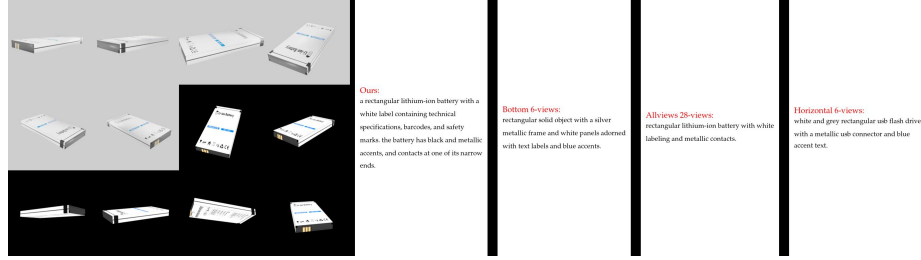 Ours:
a rectangular lithium-ion battery with a
white label containing technical
specifications, barcodes, and safety
marks. the battery has black and metallic
accents, and contacts at one of its narrow
ends.
Bottom 6-views:
rectangular solid object with a silver
metallic frame and white panels adorned
with text labels and blue accents.
Allviews 28-views:
rectangular lithium-ion battery with white
labeling and metallic contacts.
Horizontal 6-views:
white and grey rectangular usb flash drive
with a metallic usb connector and blue
accent text.